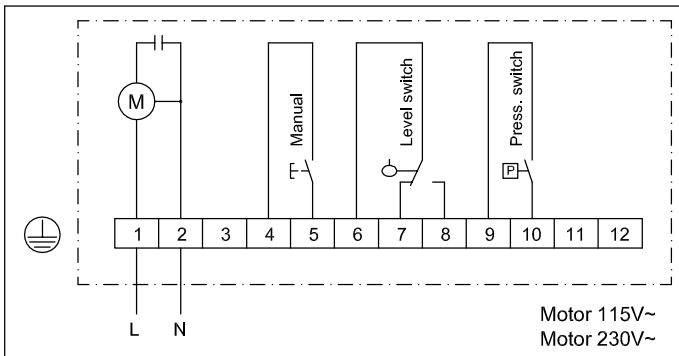 M
Manual
Level switch
Press. switch
P
1 2 3 4 5 6 7 8 9 10 11 12
L N
Motor 115V~
Motor 230V~